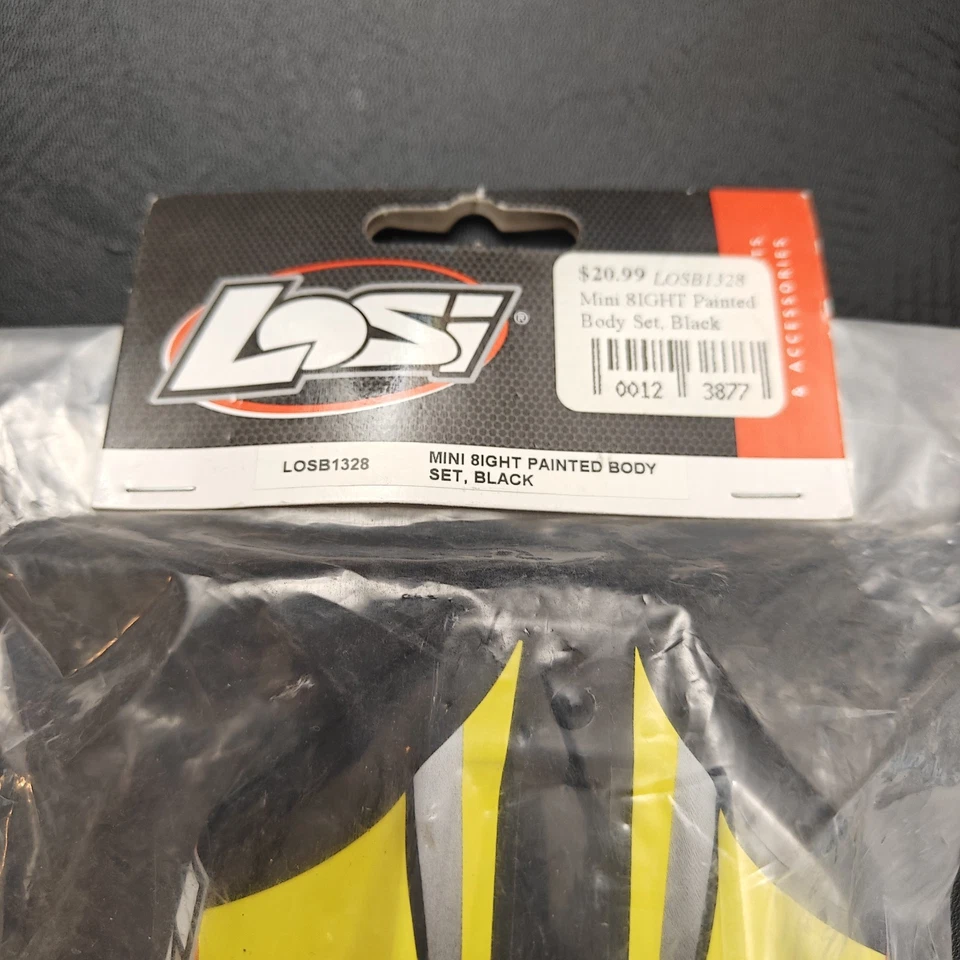 LOSi®
$20.99 LOSB1328
Mini 8IGHT Painted
Body Set, Black
0012 3877
& ACCESSORIES
LOSB1328 MINI 8IGHT PAINTED BODY
SET, BLACK